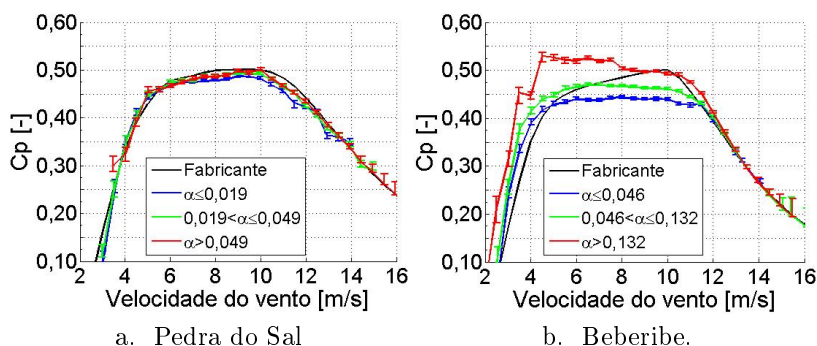 0,60
0,50
0,40
0,30
0,20
0,10
Cp [-]
Fabricante
α≤0,019
0,019<α≤0,049
α>0,049
2 4 6 8 10 12 14 16
Velocidade do vento [m/s]
a. Pedra do Sal
0,60
0,50
0,40
0,30
0,20
0,10
Cp [-]
Fabricante
α≤0,046
0,046<α≤0,132
α>0,132
2 4 6 8 10 12 14 16
Velocidade do vento [m/s]
b. Beberibe.